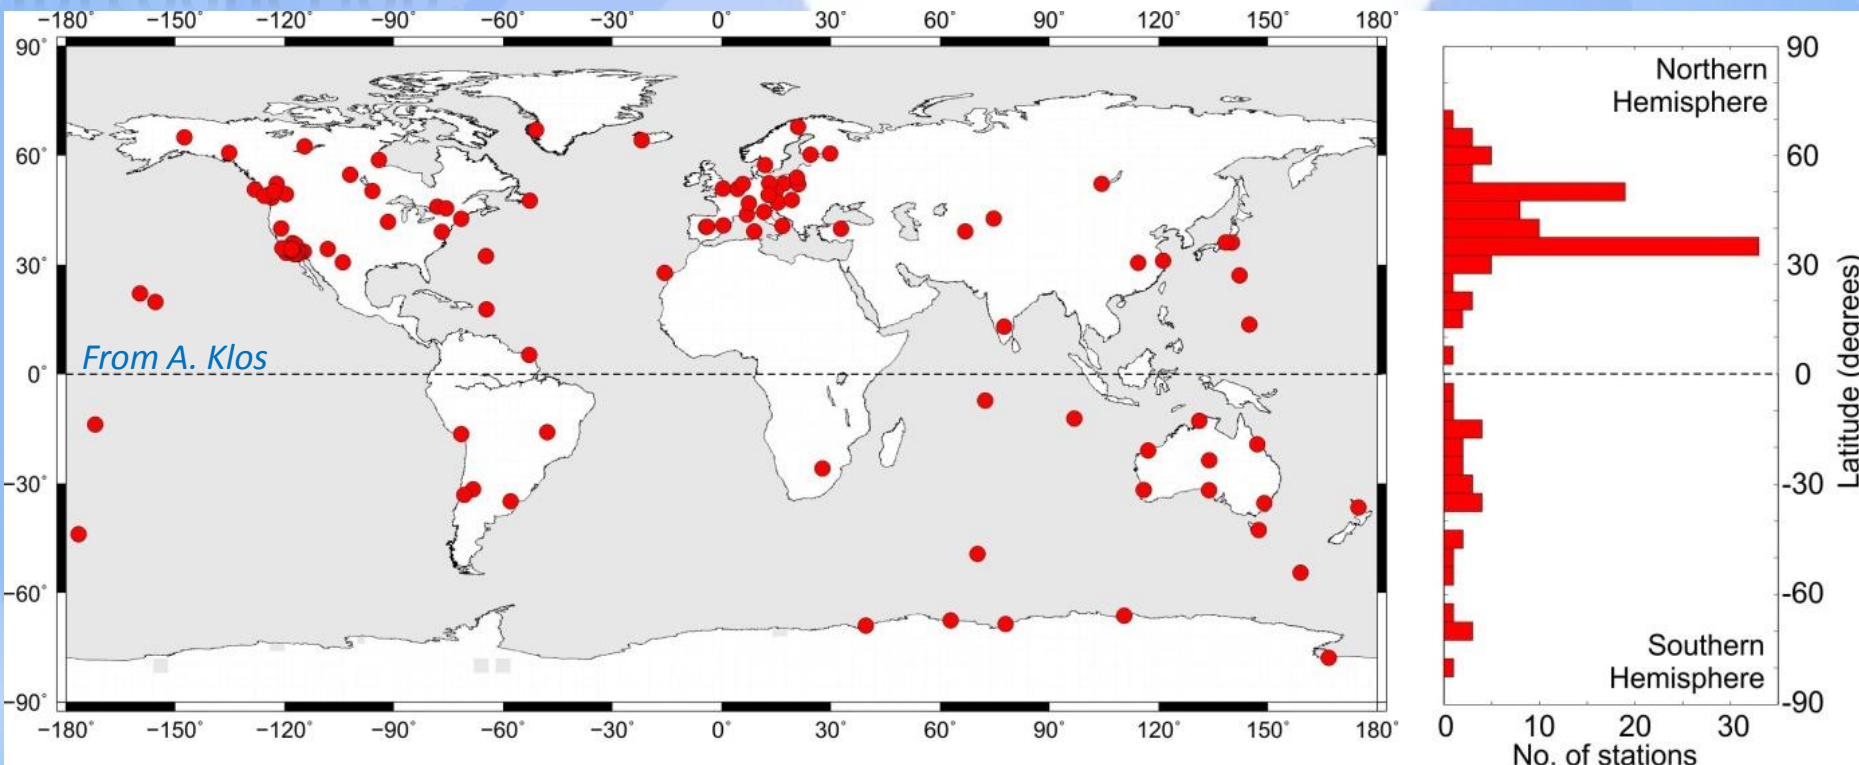 −180° −150° −120° −90° −60° −30° 0° 30° 60° 90° 120° 150° 180°
90°
60°
30°
0°
−30°
−60°
−90°
From A. Klos
−180° −150° −120° −90° −60° −30° 0° 30° 60° 90° 120° 150° 180°
Northern
Hemisphere
Southern
Hemisphere
90
60
30
0
-30
-60
-90
Latitude (degrees)
0 10 20 30
No. of stations